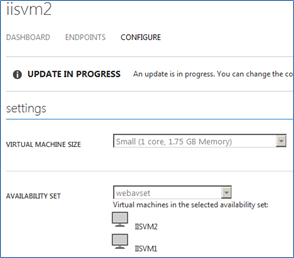 iisvm2
DASHBOARD ENDPOINTS CONFIGURE
UPDATE IN PROGRESS An update is in progress. You can change the co
settings
VIRTUAL MACHINE SIZE Small (1 core, 1.75 GB Memory)
AVAILABILITY SET webavset
Virtual machines in the selected availability set:
IISVM2
IISVM1